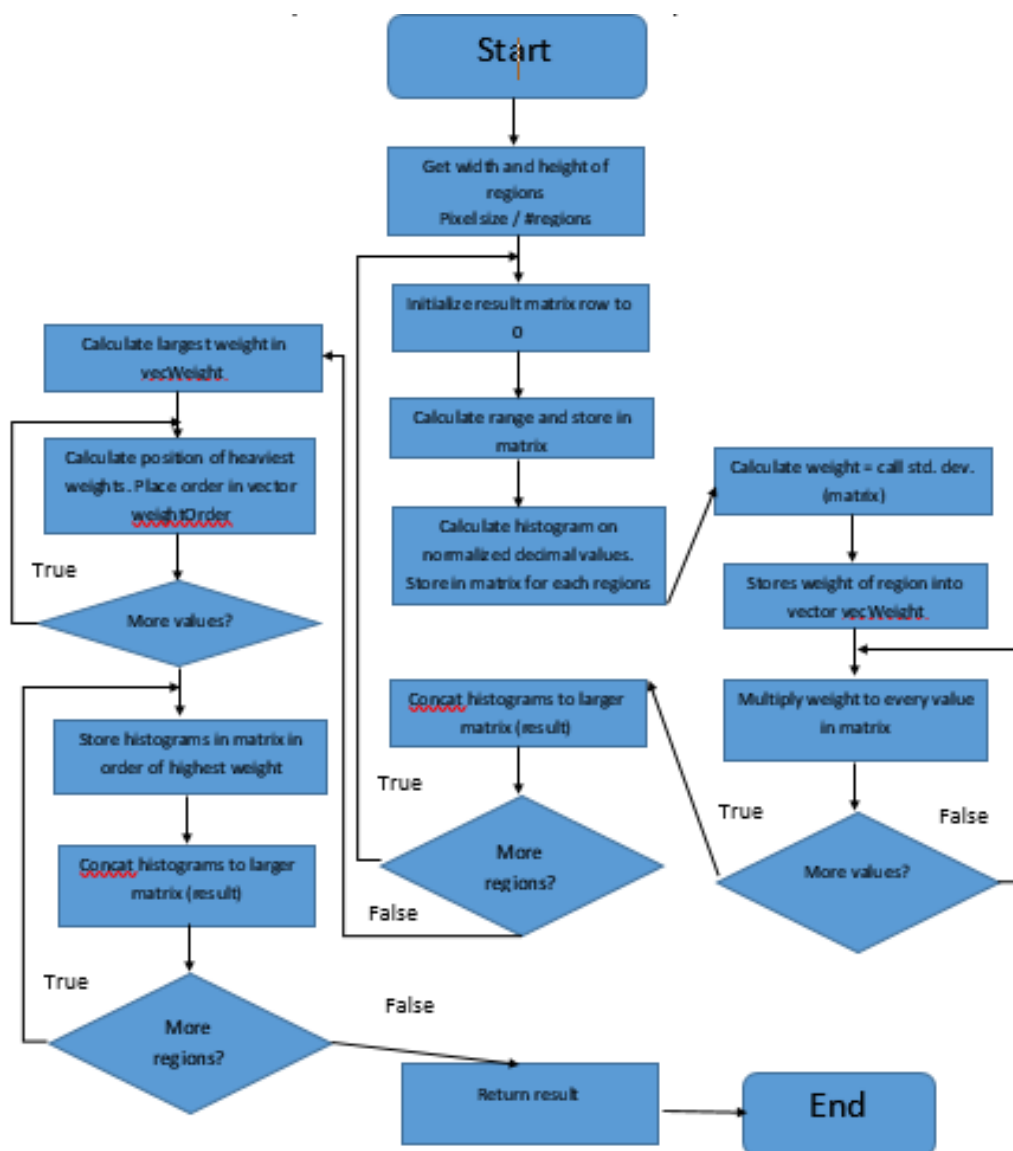 Start
Get width and height of
regions
Pixel size / #regions
Initialize result matrix row to
0
Calculate range and store in
matrix
Calculate histogram on
normalized decimal values.
Store in matrix for each regions
Calculate weight = call std. dev.
(matrix)
Stores weight of region into
vector vecWeight
Multiply weight to every value
in matrix
More values?
True
False
Concat histograms to larger
matrix (result)
More
regions?
True
False
Calculate largest weight in
vecWeight
Calculate position of heaviest
weights. Place order in vector
weightOrder
More values?
True
Store histograms in matrix in
order of highest weight
Concat histograms to larger
matrix (result)
More
regions?
True
False
Return result
End